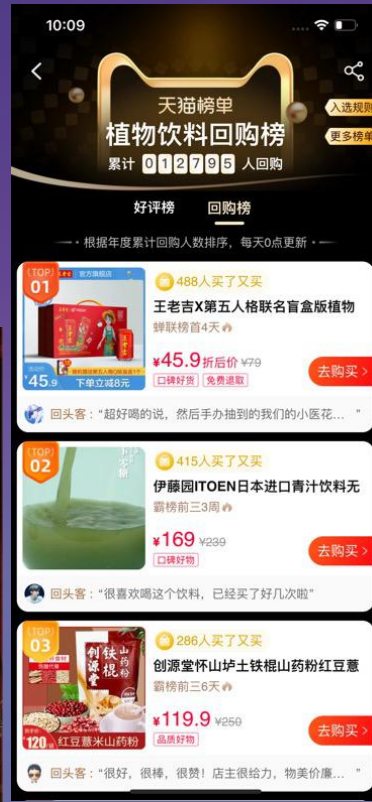 10:09
天猫榜单
入选规则
植物饮料回购榜
更多榜单
累计 012795 人回购
好评榜 回购榜
根据年度累计回购人数排序,每天0点更新
TOP 01
官方旗舰店
45.9
下单立减8元
488人买了又买
王老吉X第五人格联名盲盒版植物
蝉联榜首4天
¥45.9折后价 ¥79
口碑好货 免费退取
去购买
回头客:“超好喝的说,然后手办抽到的我们的小医花... ”
TOP 02
415人买了又买
伊藤园ITOEN日本进口青汁饮料无
霸榜前三3周
¥169 ¥239
口碑好物
去购买
回头客:“很喜欢喝这个饮料,已经买了好几次啦”
TOP 03
创源堂
铁棍
山药粉
120
红豆薏米山药粉
286人买了又买
创源堂怀山垆土铁棍山药粉红豆薏
霸榜前三6天
¥119.9 ¥250
品质好物
去购买
回头客:“很好,很棒,很赞!店主很给力,物美价廉... ”